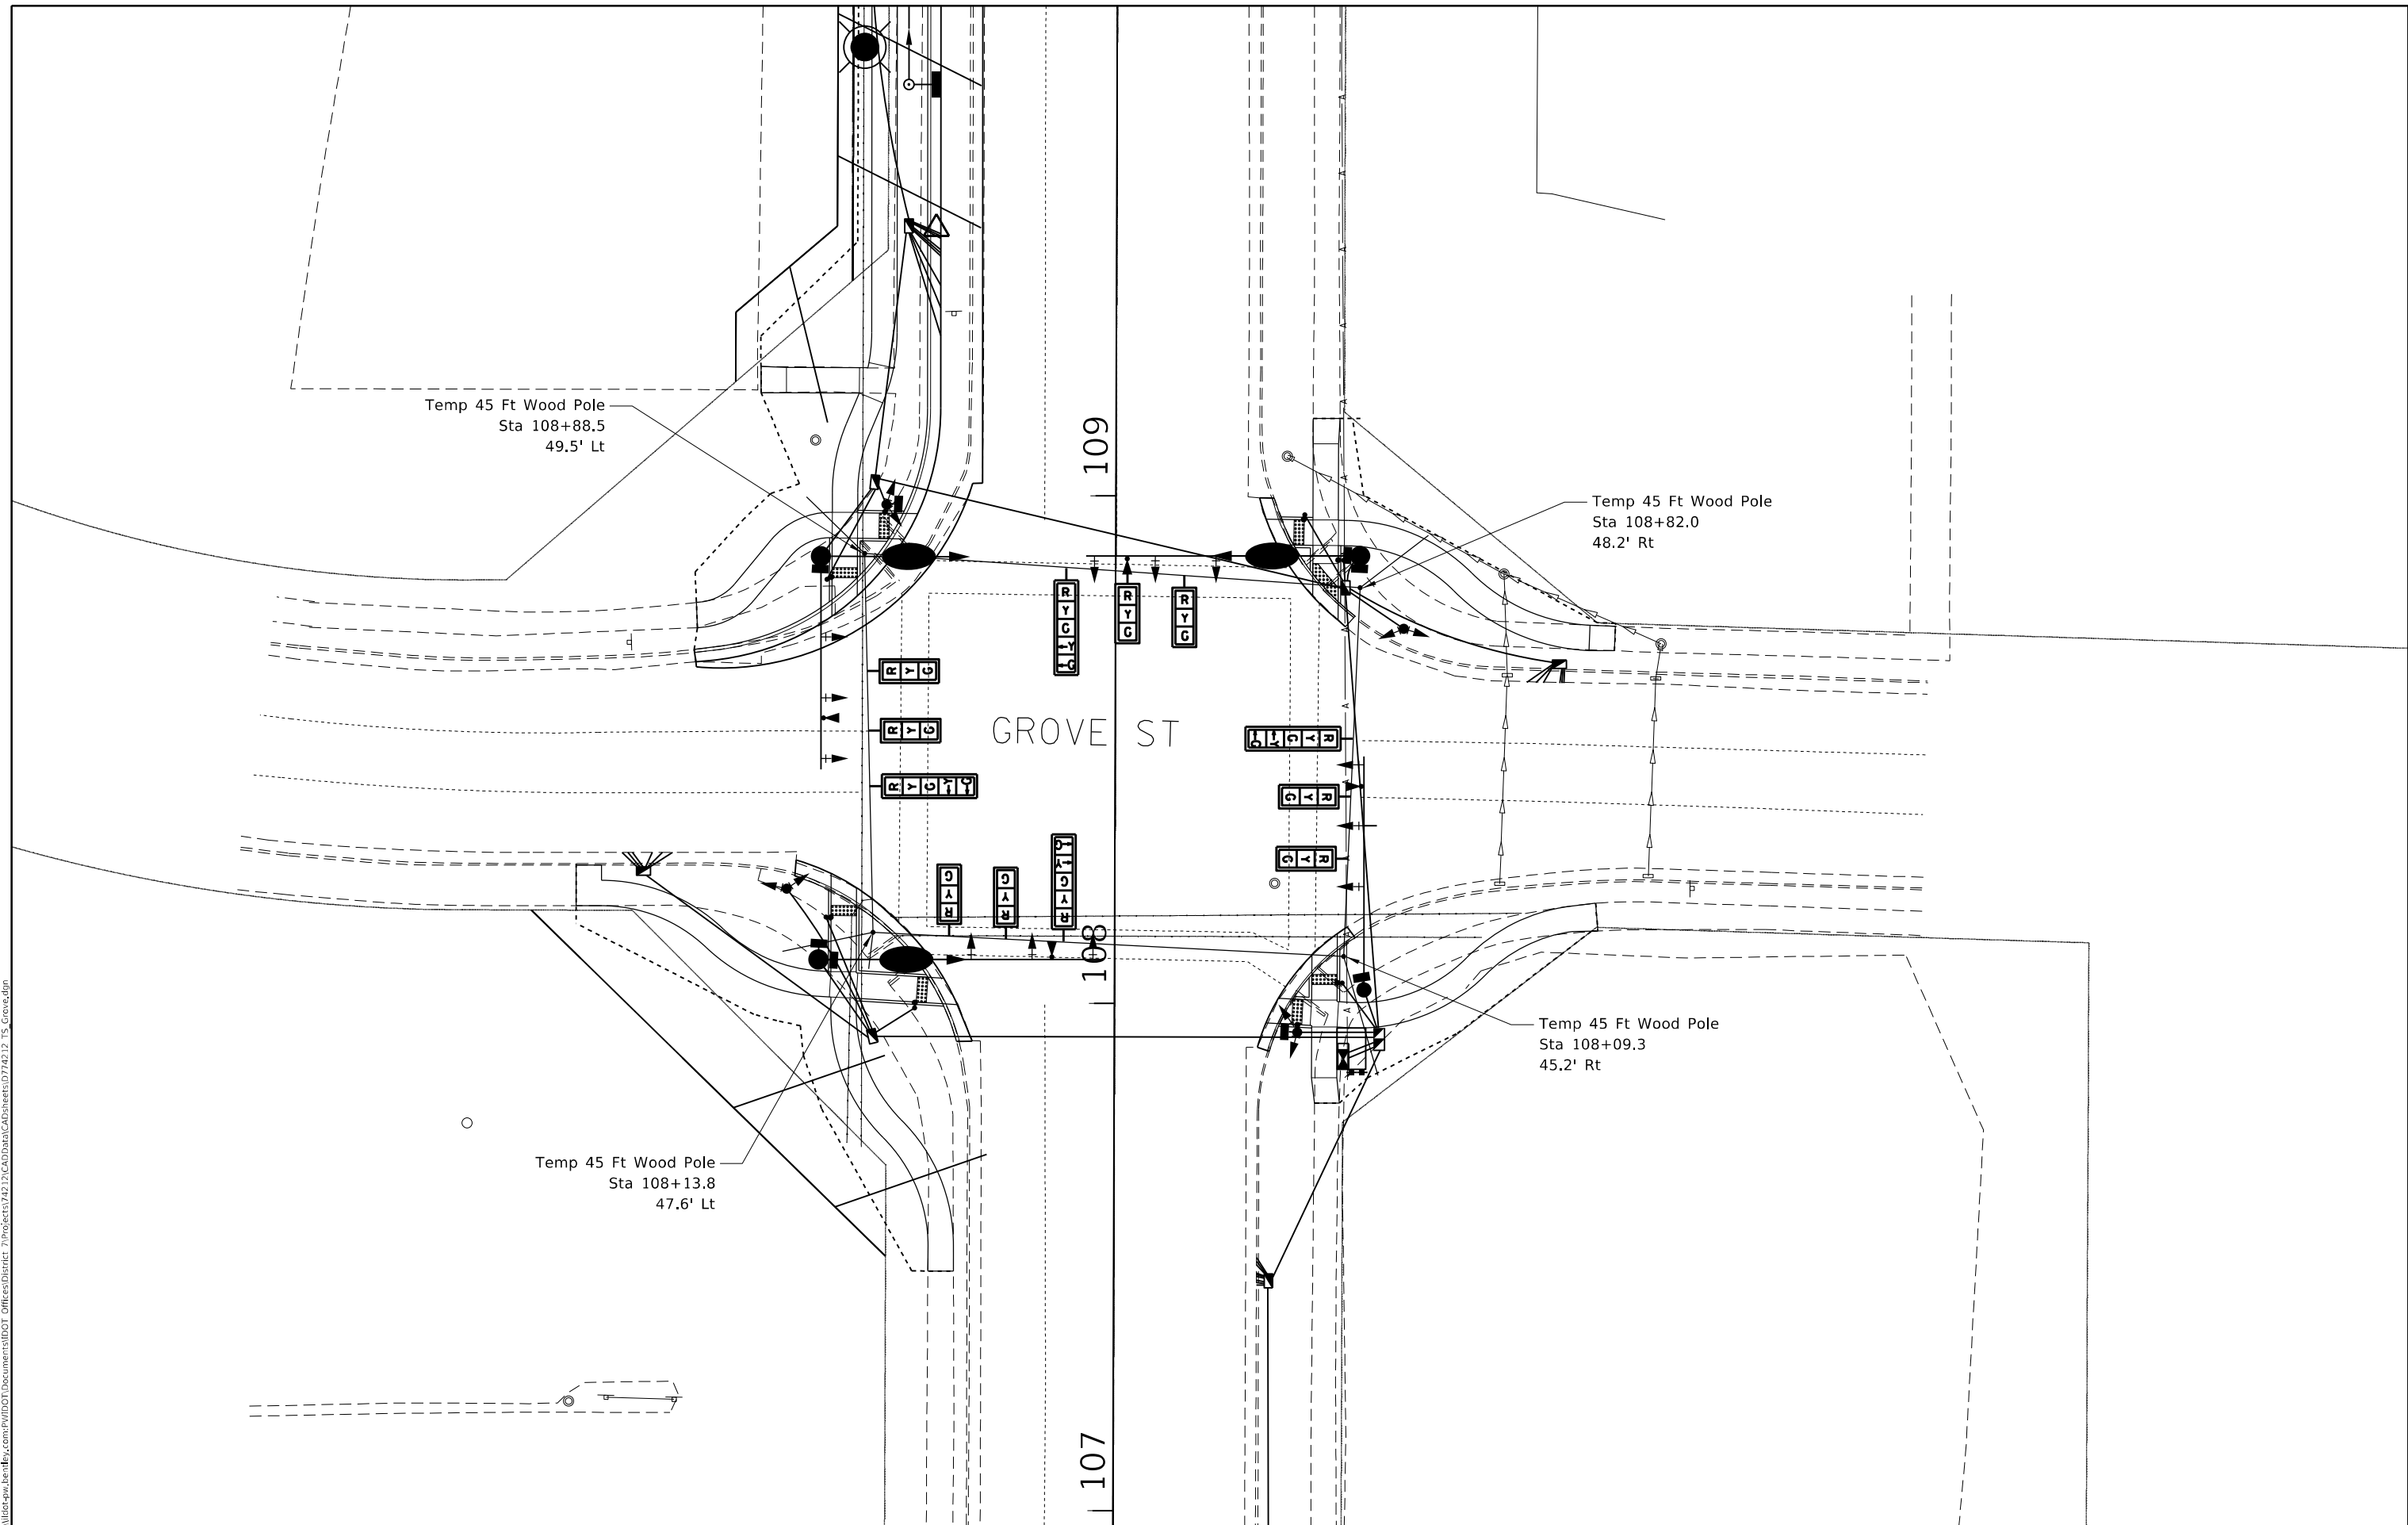 Temp 45 Ft Wood Pole
Sta 108+88.5
49.5' Lt
109
Temp 45 Ft Wood Pole
Sta 108+82.0
48.2' Rt
R Y G Y G
R Y G
R Y G
R Y G
R Y G
R Y G Y G
GROVE ST
R Y G Y G
R Y G
R Y G
R Y G
R Y G
R Y G Y G
108
Temp 45 Ft Wood Pole
Sta 108+09.3
45.2' Rt
Temp 45 Ft Wood Pole
Sta 108+13.8
47.6' Lt
107